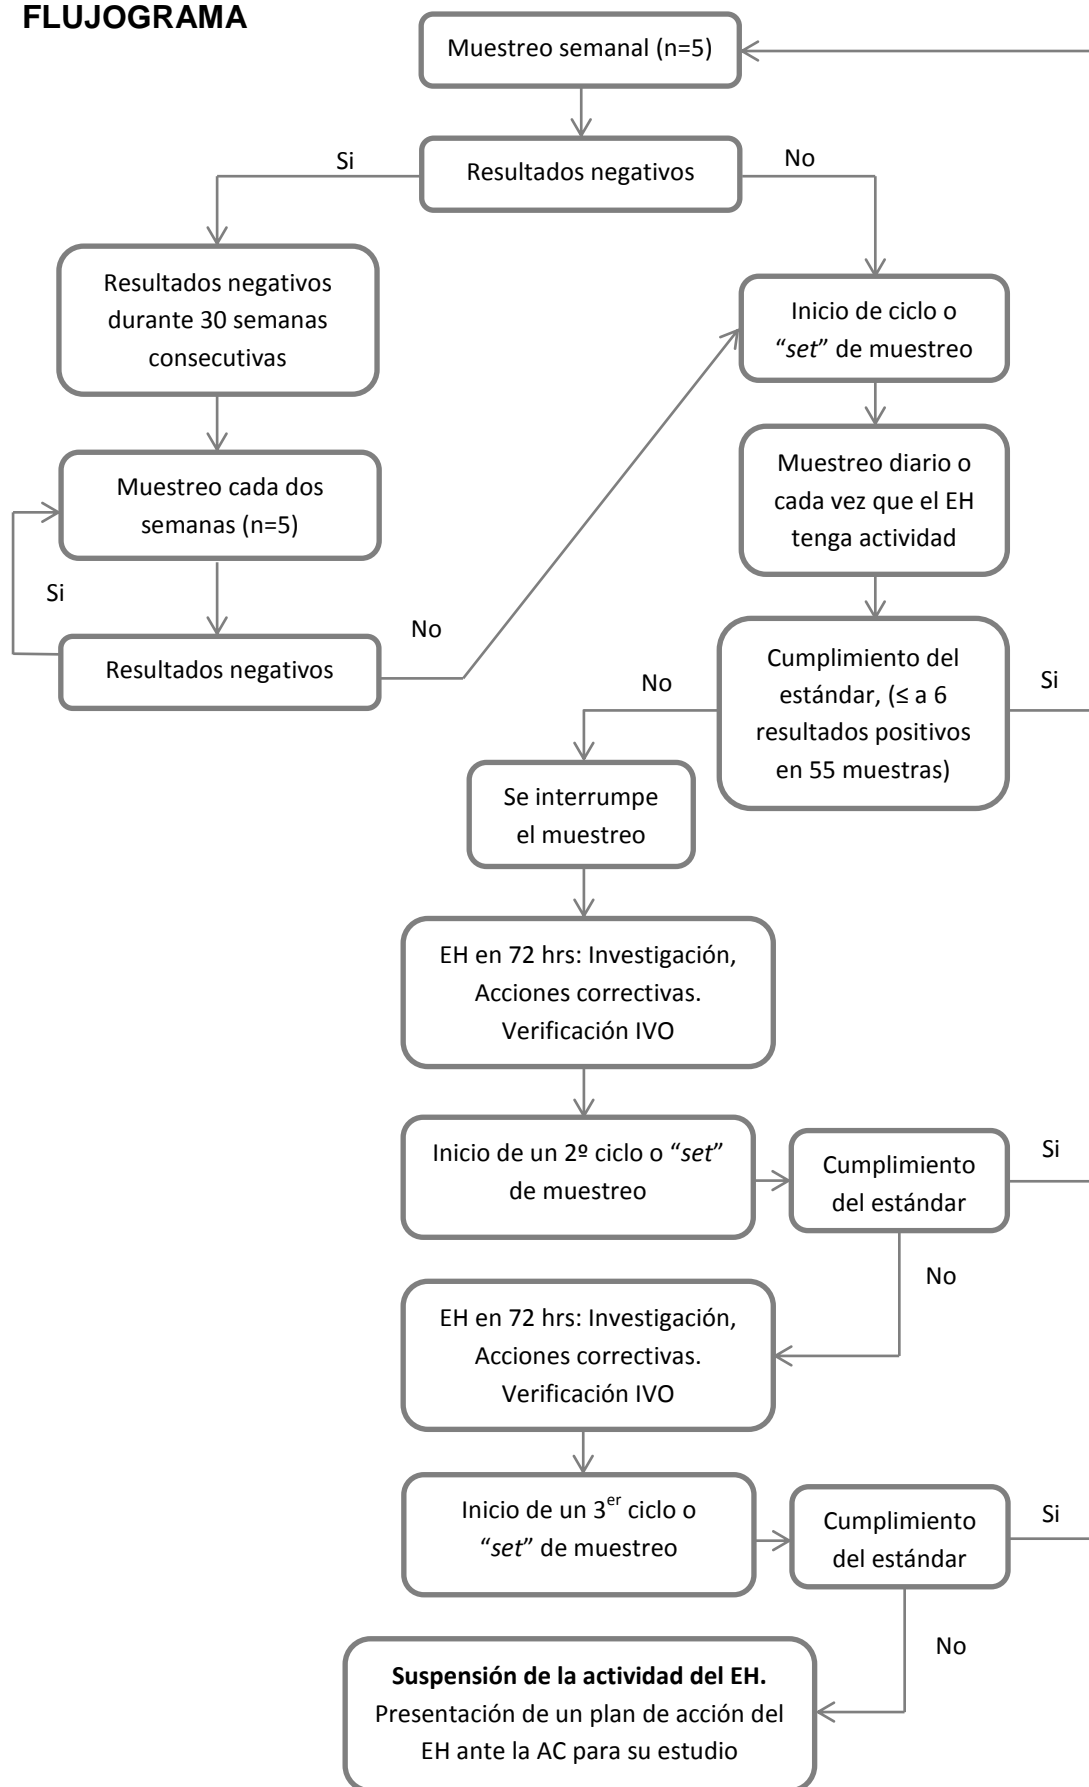 FLUJOGRAMA
Muestreo semanal (n=5)
Resultados negativos
Si
No
Resultados negativos
durante 30 semanas
consecutivas
Muestreo cada dos
semanas (n=5)
Si
Resultados negativos
No
Inicio de ciclo o
“set” de muestreo
Muestreo diario o
cada vez que el EH
tenga actividad
Cumplimiento del
estándar, (≤ a 6
resultados positivos
en 55 muestras)
No
Si
Se interrumpe
el muestreo
EH en 72 hrs: Investigación,
Acciones correctivas.
Verificación IVO
Inicio de un 2º ciclo o “set”
de muestreo
Cumplimiento
del estándar
Si
No
EH en 72 hrs: Investigación,
Acciones correctivas.
Verificación IVO
Inicio de un 3er ciclo o
“set” de muestreo
Cumplimiento
del estándar
Si
No
Suspensión de la actividad del EH.
Presentación de un plan de acción del
EH ante la AC para su estudio